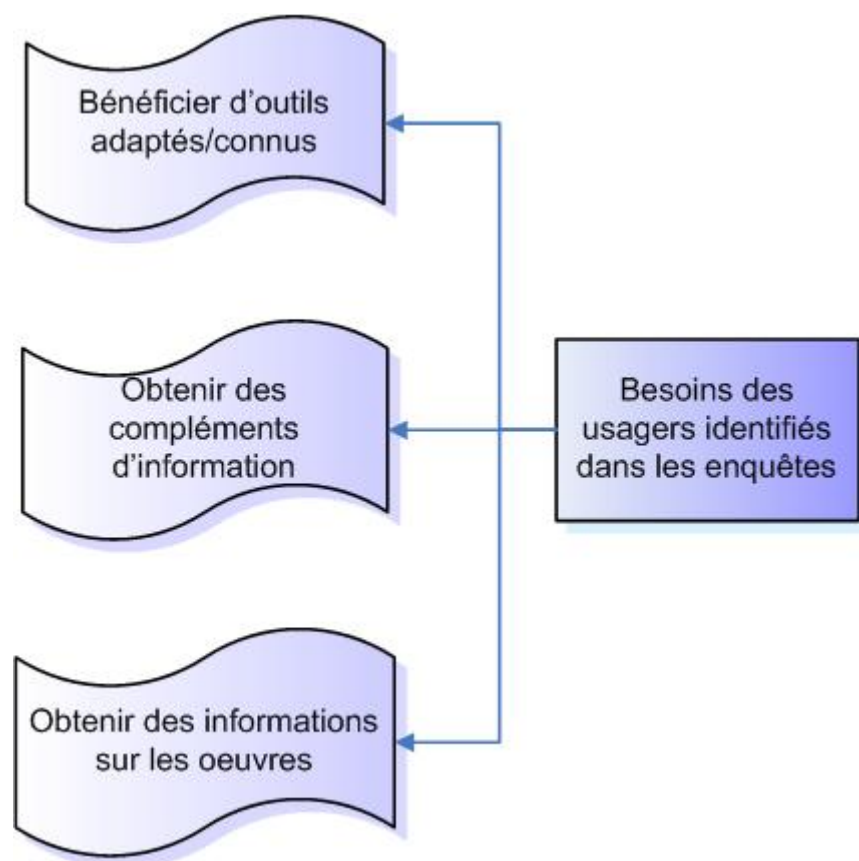 Bénéficier d'outils
adaptés/connus
Obtenir des
compléments
d'information
Besoins des
usagers identifiés
dans les enquêtes
Obtenir des informations
sur les oeuvres